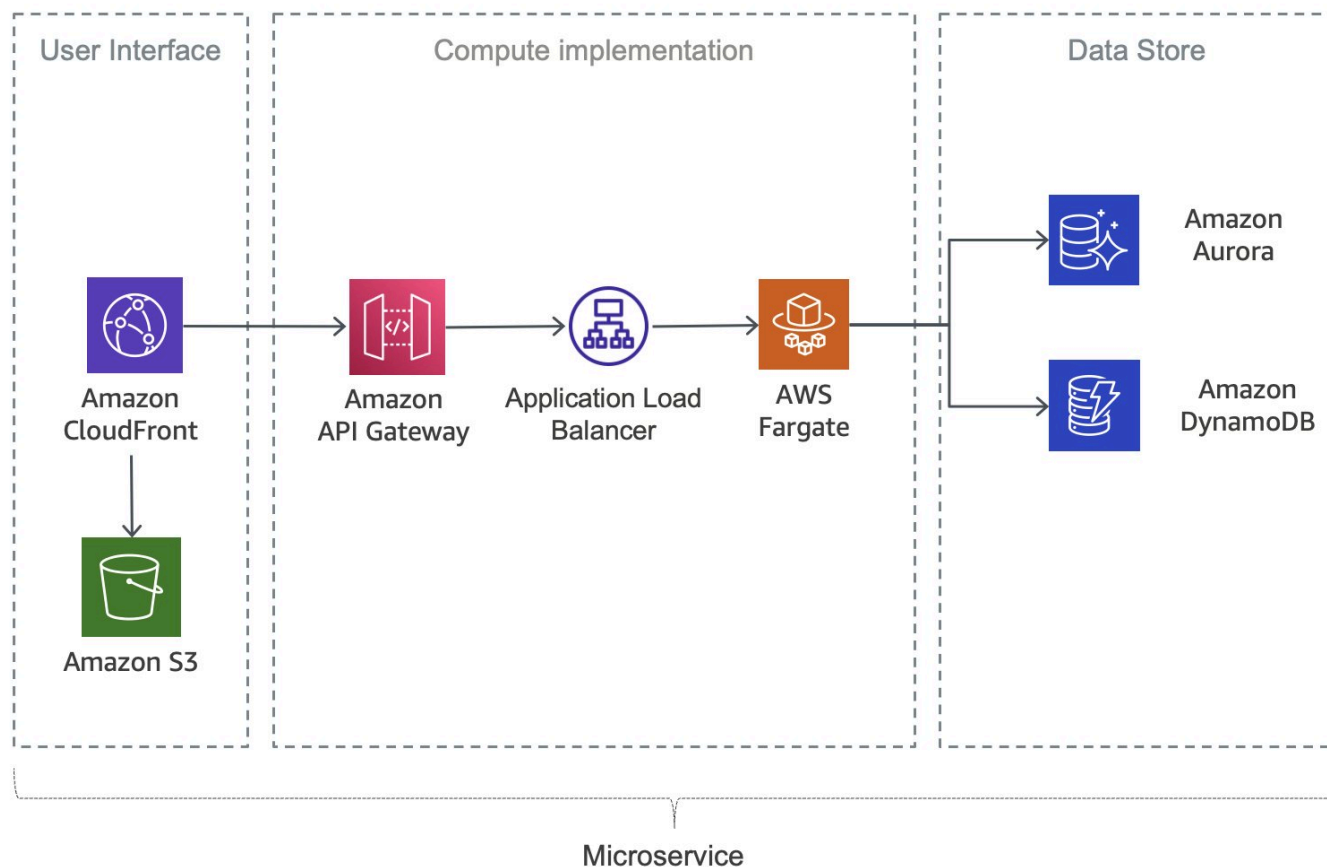 User Interface
Compute implementation
Data Store
Amazon
CloudFront
Amazon S3
</>
Amazon
API Gateway
Application Load
Balancer
AWS
Fargate
Amazon
Aurora
Amazon
DynamoDB
Microservice